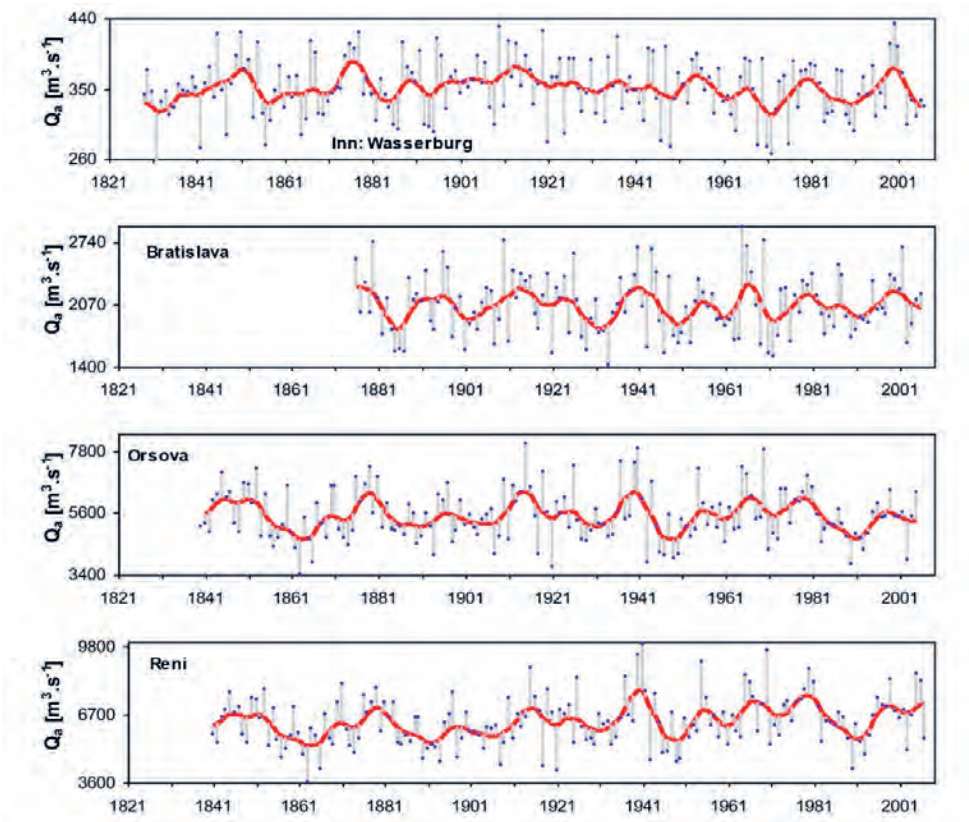 440
350
260
Qa [m³.s⁻¹]
Inn: Wasserburg
1821 1841 1861 1881 1901 1921 1941 1961 1981 2001
2740
2070
1400
Qa [m³.s⁻¹]
Bratislava
1821 1841 1861 1881 1901 1921 1941 1961 1981 2001
7800
5600
3400
Qa [m³.s⁻¹]
Orsova
1821 1841 1861 1881 1901 1921 1941 1961 1981 2001
9800
6700
3600
Qa [m³.s⁻¹]
Reni
1821 1841 1861 1881 1901 1921 1941 1961 1981 2001